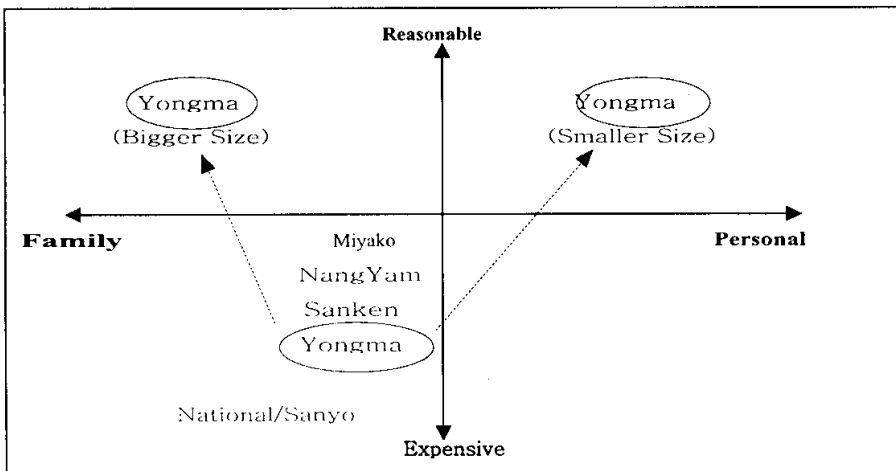 Reasonable
Yongma
(Bigger Size)
Yongma
(Smaller Size)
Family
Personal
Miyako
NangYam
Sanken
Yongma
National/Sanyo
Expensive